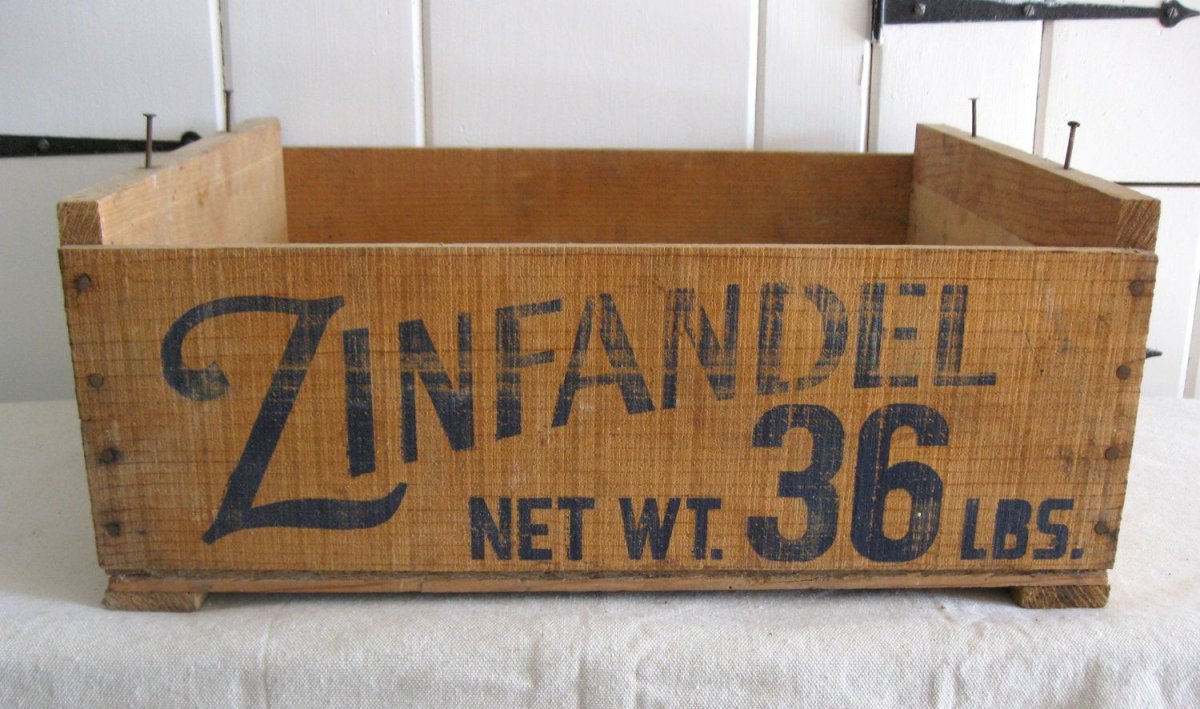 ZINFANDEL
NET WT. 36 LBS.